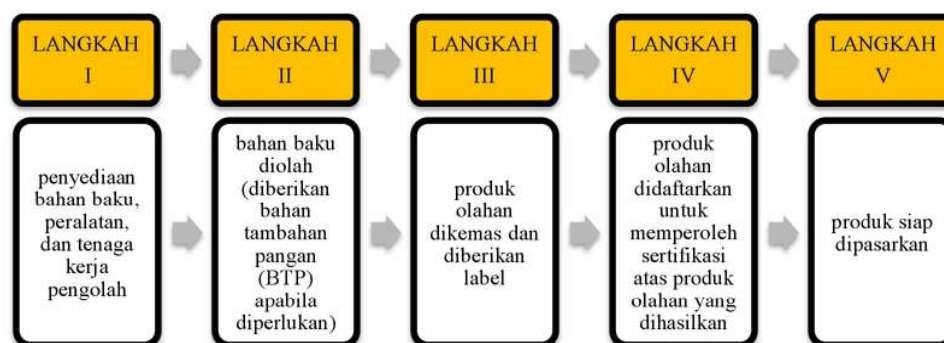 LANGKAH
I
LANGKAH
II
LANGKAH
III
LANGKAH
IV
LANGKAH
V
penyediaan
bahan baku,
peralatan,
dan tenaga
kerja
pengolah
bahan baku
diolah
(diberikan
bahan
tambahan
pangan
(BTP)
apabila
diperlukan)
produk
olahan
dikemas dan
diberikan
label
produk
olahan
didaftarkan
untuk
memperoleh
sertifikasi
atas produk
olahan yang
dihasilkan
produk siap
dipasarkan